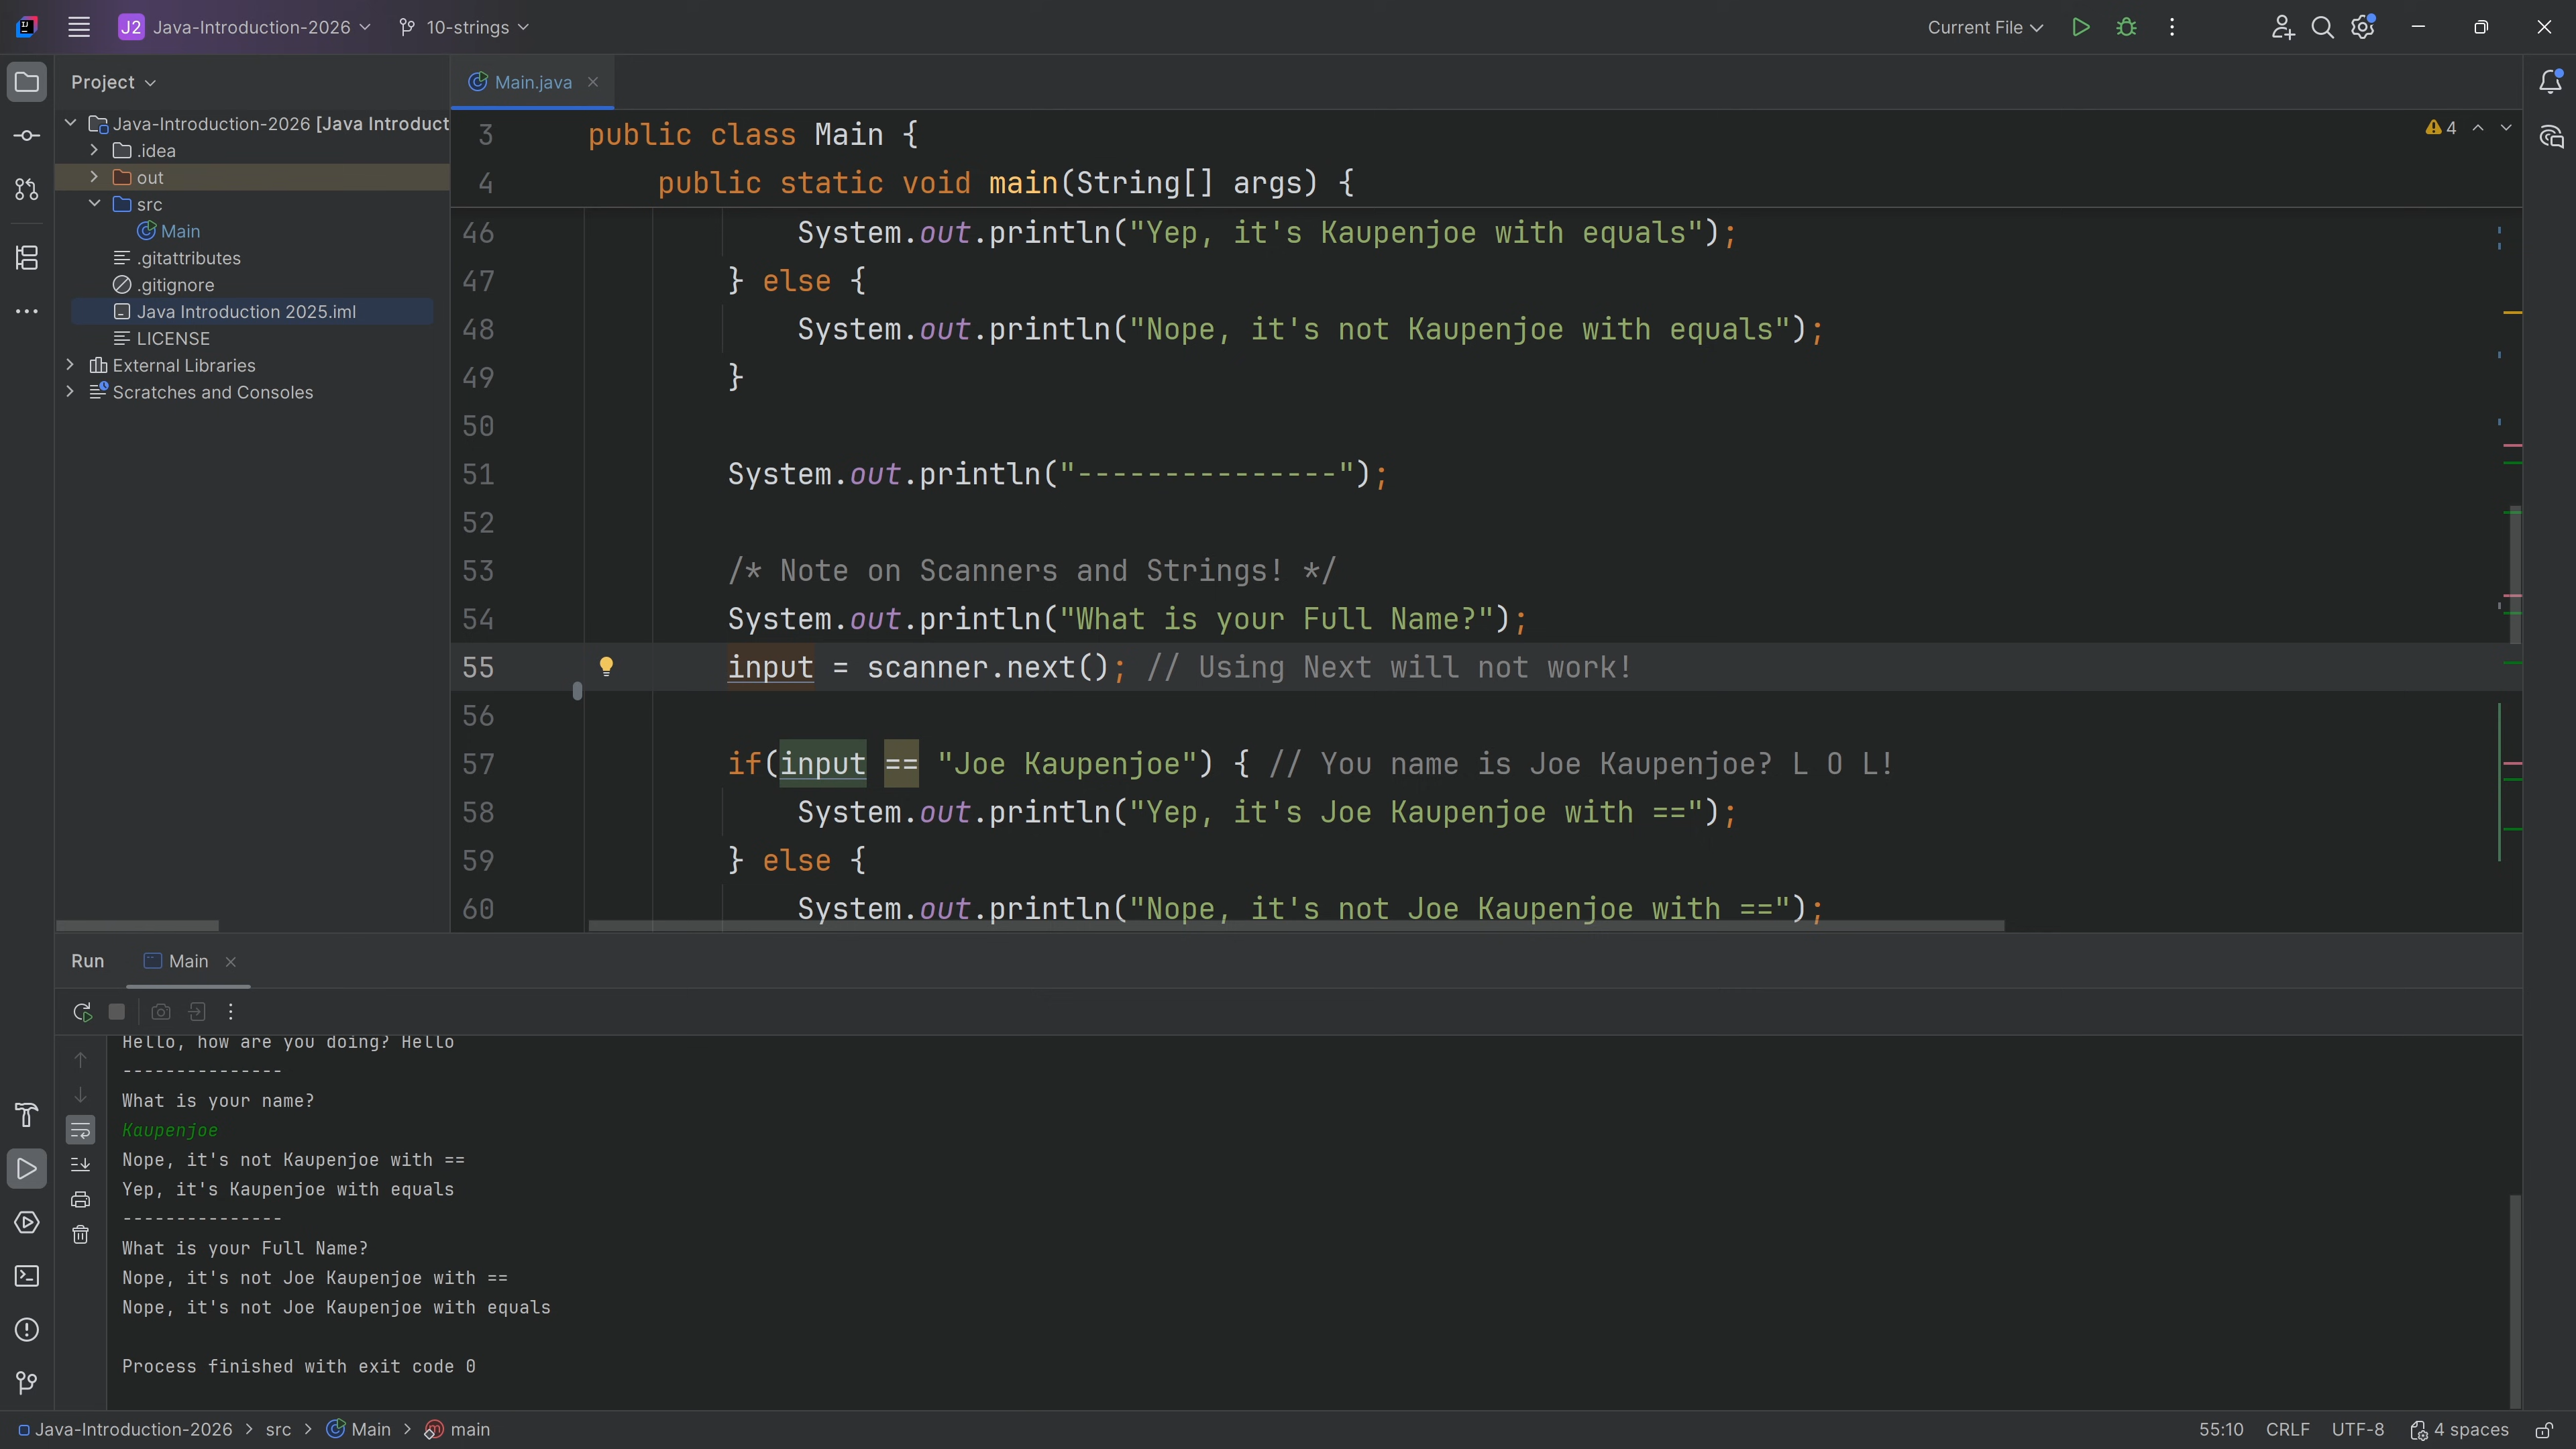 J2 Java-Introduction-2026 10-strings Current File
Project
Main.java
Java-Introduction-2026 [Java Introduct
.idea
out
src
Main
.gitattributes
.gitignore
Java Introduction 2025.iml
LICENSE
External Libraries
Scratches and Consoles
4
3 public class Main {
4 public static void main(String[] args) {
46 System.out.println("Yep, it's Kaupenjoe with equals");
47 } else {
48 System.out.println("Nope, it's not Kaupenjoe with equals");
49 }
50
51 System.out.println("---------------");
52
53 /* Note on Scanners and Strings! */
54 System.out.println("What is your Full Name?");
55 input = scanner.next(); // Using Next will not work!
56
57 if(input == "Joe Kaupenjoe") { // You name is Joe Kaupenjoe? L O L!
58 System.out.println("Yep, it's Joe Kaupenjoe with ==");
59 } else {
60 System.out.println("Nope, it's not Joe Kaupenjoe with ==");
Run Main
Hello, how are you doing? Hello
---------------
What is your name?
Kaupenjoe
Nope, it's not Kaupenjoe with ==
Yep, it's Kaupenjoe with equals
---------------
What is your Full Name?
Nope, it's not Joe Kaupenjoe with ==
Nope, it's not Joe Kaupenjoe with equals
Process finished with exit code 0
Java-Introduction-2026 > src > Main > main 55:10 CRLF UTF-8 4 spaces